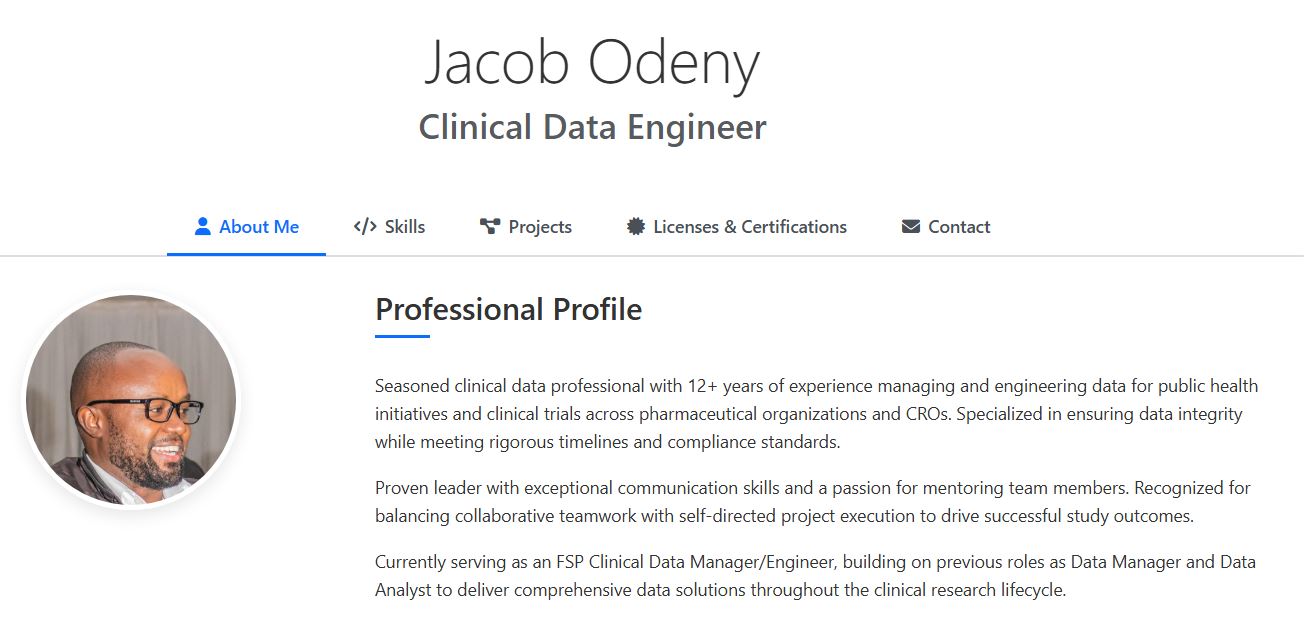 Jacob Odeny
Clinical Data Engineer
About Me
Skills
Projects
Licenses & Certifications
Contact
Professional Profile
Seasoned clinical data professional with 12+ years of experience managing and engineering data for public health
initiatives and clinical trials across pharmaceutical organizations and CROs. Specialized in ensuring data integrity
while meeting rigorous timelines and compliance standards.
Proven leader with exceptional communication skills and a passion for mentoring team members. Recognized for
balancing collaborative teamwork with self-directed project execution to drive successful study outcomes.
Currently serving as an FSP Clinical Data Manager/Engineer, building on previous roles as Data Manager and Data
Analyst to deliver comprehensive data solutions throughout the clinical research lifecycle.